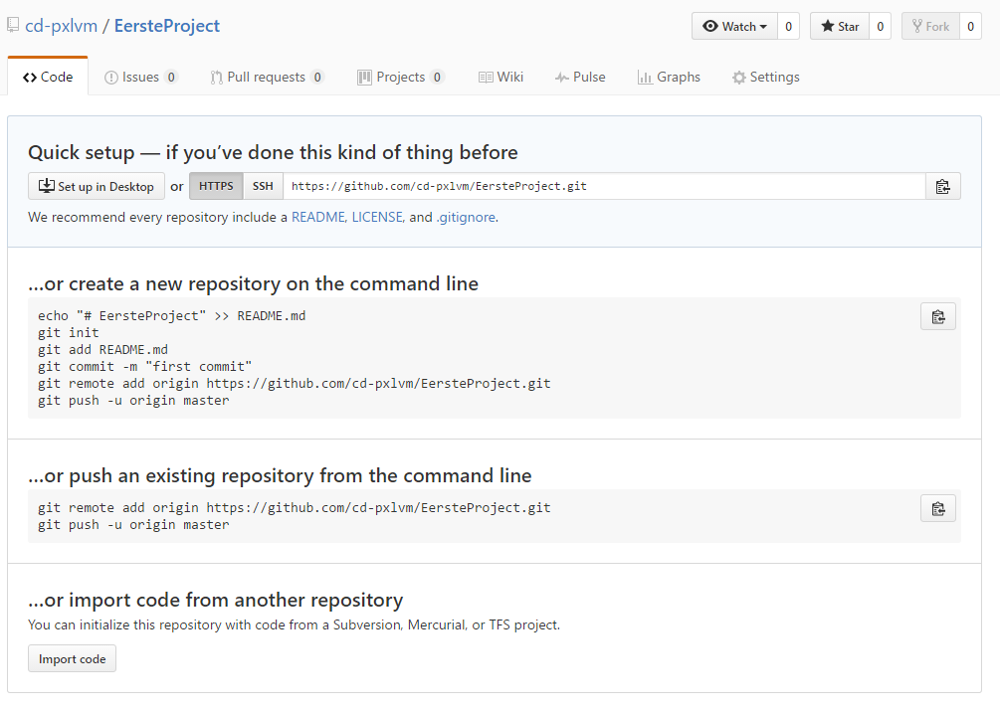 cd-pxlvm / EersteProject
Watch 0 Star 0 Fork 0
Code Issues 0 Pull requests 0 Projects 0 Wiki Pulse Graphs Settings
Quick setup — if you've done this kind of thing before
Set up in Desktop or HTTPS SSH https://github.com/cd-pxlvm/EersteProject.git
We recommend every repository include a README, LICENSE, and .gitignore.
…or create a new repository on the command line
echo "# EersteProject" >> README.md
git init
git add README.md
git commit -m "first commit"
git remote add origin https://github.com/cd-pxlvm/EersteProject.git
git push -u origin master
…or push an existing repository from the command line
git remote add origin https://github.com/cd-pxlvm/EersteProject.git
git push -u origin master
…or import code from another repository
You can initialize this repository with code from a Subversion, Mercurial, or TFS project.
Import code